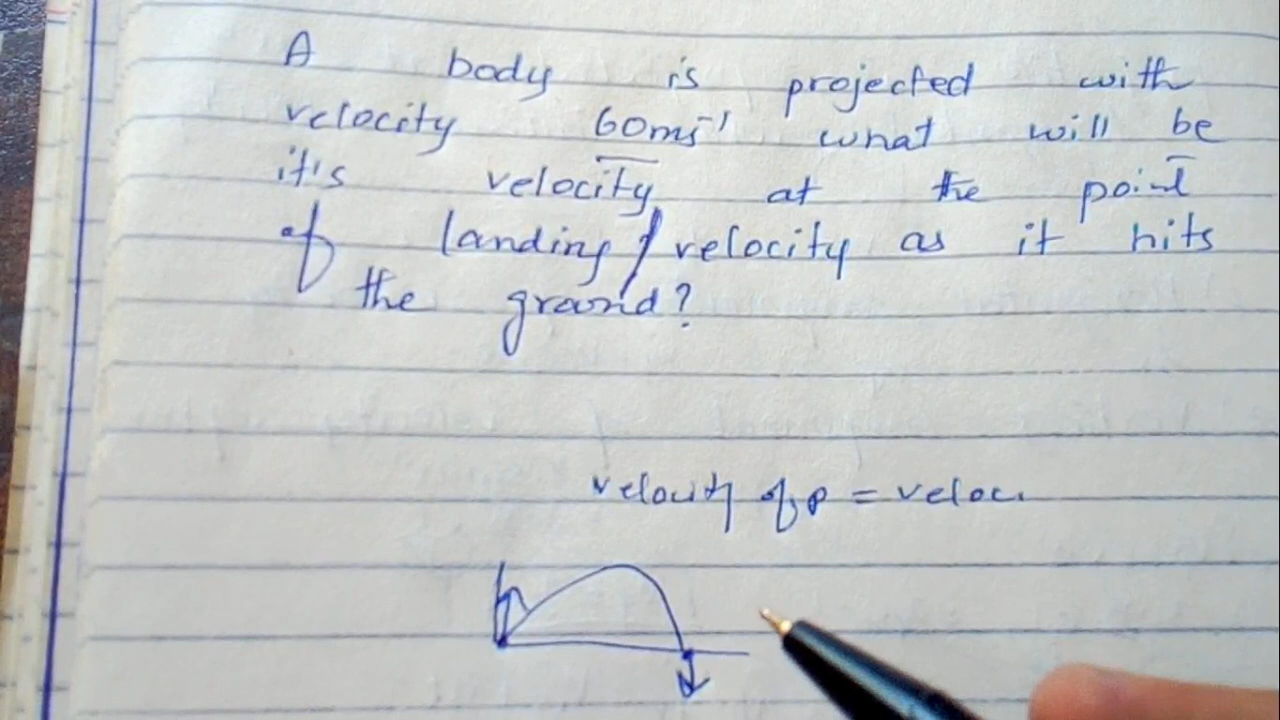 A body is projected with
velocity 60ms⁻¹ what will be
it's velocity at the point
of landing / velocity as it hits
the ground?
velocity of p = veloc.